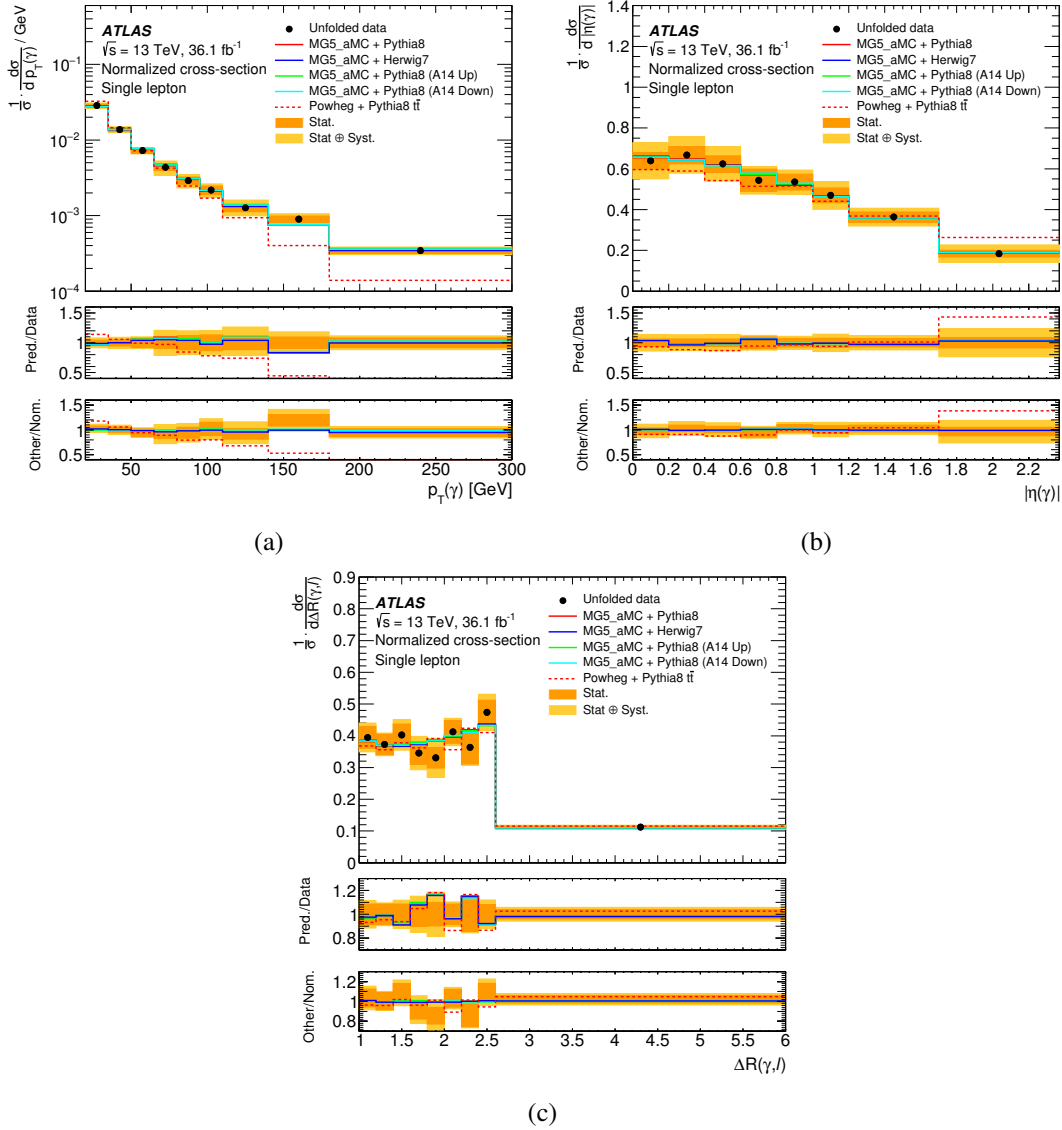 1/σ · dσ/d p_T(γ) / GeV
ATLAS
√s = 13 TeV, 36.1 fb⁻¹
Normalized cross-section
Single lepton
Unfolded data
MG5_aMC + Pythia8
MG5_aMC + Herwig7
MG5_aMC + Pythia8 (A14 Up)
MG5_aMC + Pythia8 (A14 Down)
Powheg + Pythia8 tt̄
Stat.
Stat ⊕ Syst.
10⁻¹
10⁻²
10⁻³
10⁻⁴
Pred./Data
1.5
1
0.5
Other/Nom.
1.5
1
0.5
50 100 150 200 250 300
p_T(γ) [GeV]
(a)
1/σ · dσ/d |η(γ)|
ATLAS
√s = 13 TeV, 36.1 fb⁻¹
Normalized cross-section
Single lepton
Unfolded data
MG5_aMC + Pythia8
MG5_aMC + Herwig7
MG5_aMC + Pythia8 (A14 Up)
MG5_aMC + Pythia8 (A14 Down)
Powheg + Pythia8 tt̄
Stat.
Stat ⊕ Syst.
1.4
1.2
1
0.8
0.6
0.4
0.2
0
Pred./Data
1.5
1
0.5
Other/Nom.
1.5
1
0.5
0 0.2 0.4 0.6 0.8 1 1.2 1.4 1.6 1.8 2 2.2
|η(γ)|
(b)
1/σ · dσ/dΔR(γ,l)
ATLAS
√s = 13 TeV, 36.1 fb⁻¹
Normalized cross-section
Single lepton
Unfolded data
MG5_aMC + Pythia8
MG5_aMC + Herwig7
MG5_aMC + Pythia8 (A14 Up)
MG5_aMC + Pythia8 (A14 Down)
Powheg + Pythia8 tt̄
Stat.
Stat ⊕ Syst.
0.9
0.8
0.7
0.6
0.5
0.4
0.3
0.2
0.1
0
Pred./Data
1.2
1
0.8
Other/Nom.
1.2
1
0.8
1 1.5 2 2.5 3 3.5 4 4.5 5 5.5 6
ΔR(γ,l)
(c)